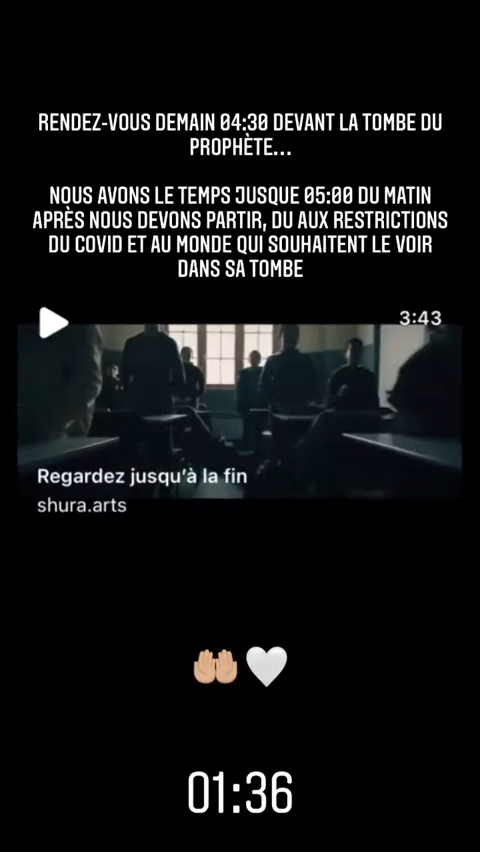 RENDEZ-VOUS DEMAIN 04:30 DEVANT LA TOMBE DU
PROPHÈTE...
NOUS AVONS LE TEMPS JUSQUE 05:00 DU MATIN
APRÈS NOUS DEVONS PARTIR, DU AUX RESTRICTIONS
DU COVID ET AU MONDE QUI SOUHAITENT LE VOIR
DANS SA TOMBE
3:43
Regardez jusqu'à la fin
shura.arts
01:36